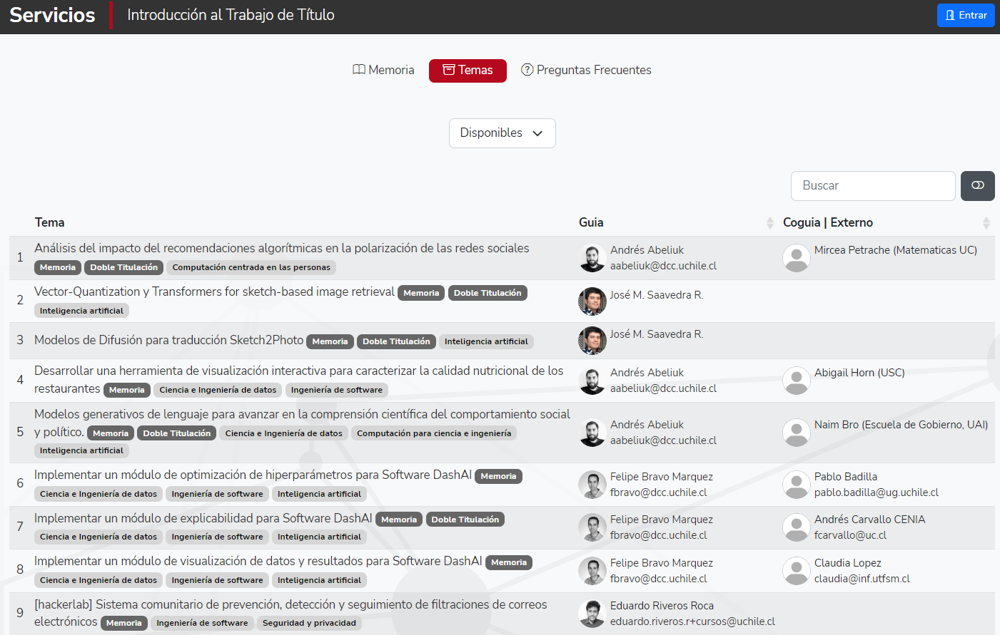 Servicios
Introducción al Trabajo de Título
Entrar
Memoria
Temas
Preguntas Frecuentes
Disponibles
Buscar
Tema
Guia
Coguia | Externo
1
Análisis del impacto del recomendaciones algorítmicas en la polarización de las redes sociales
Memoria Doble Titulación Computación centrada en las personas
Andrés Abeliuk
aabeliuk@dcc.uchile.cl
Mircea Petrache (Matematicas UC)
2
Vector-Quantization y Transformers for sketch-based image retrieval Memoria Doble Titulación
Inteligencia artificial
José M. Saavedra R.
3
Modelos de Difusión para traducción Sketch2Photo Memoria Doble Titulación Inteligencia artificial
José M. Saavedra R.
4
Desarrollar una herramienta de visualización interactiva para caracterizar la calidad nutricional de los
restaurantes Memoria Ciencia e Ingeniería de datos Ingeniería de software
Andrés Abeliuk
aabeliuk@dcc.uchile.cl
Abigail Horn (USC)
5
Modelos generativos de lenguaje para avanzar en la comprensión científica del comportamiento social
y político. Memoria Doble Titulación Ciencia e Ingeniería de datos Computación para ciencia e ingeniería
Inteligencia artificial
Andrés Abeliuk
aabeliuk@dcc.uchile.cl
Naim Bro (Escuela de Gobierno, UAI)
6
Implementar un módulo de optimización de hiperparámetros para Software DashAI Memoria
Ciencia e Ingeniería de datos Ingeniería de software Inteligencia artificial
Felipe Bravo Marquez
fbravo@dcc.uchile.cl
Pablo Badilla
pablo.badilla@ug.uchile.cl
7
Implementar un módulo de explicabilidad para Software DashAI Memoria Doble Titulación
Ciencia e Ingeniería de datos Ingeniería de software Inteligencia artificial
Felipe Bravo Marquez
fbravo@dcc.uchile.cl
Andrés Carvallo CENIA
fcarvallo@uc.cl
8
Implementar un módulo de visualización de datos y resultados para Software DashAI Memoria
Ciencia e Ingeniería de datos Ingeniería de software Inteligencia artificial
Felipe Bravo Marquez
fbravo@dcc.uchile.cl
Claudia Lopez
claudia@inf.utfsm.cl
9
[hackerlab] Sistema comunitario de prevención, detección y seguimiento de filtraciones de correos
electrónicos Memoria Ingeniería de software Seguridad y privacidad
Eduardo Riveros Roca
eduardo.riveros.r+cursos@uchile.cl